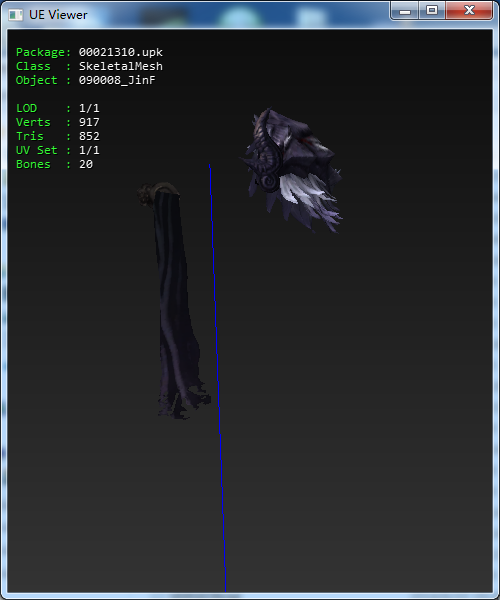 UE Viewer
Package: 00021310.upk
Class  : SkeletalMesh
Object : 090008_JinF
LOD    : 1/1
Verts  : 917
Tris   : 852
UV Set : 1/1
Bones  : 20